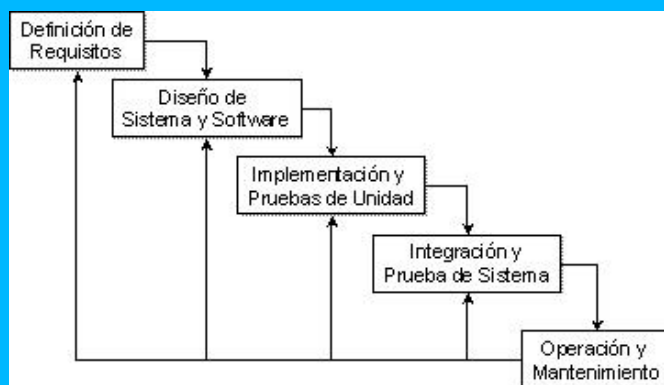 Definición de
Requisitos
Diseño de
Sistema y Software
Implementación y
Pruebas de Unidad
Integración y
Prueba de Sistema
Operación y
Mantenimiento